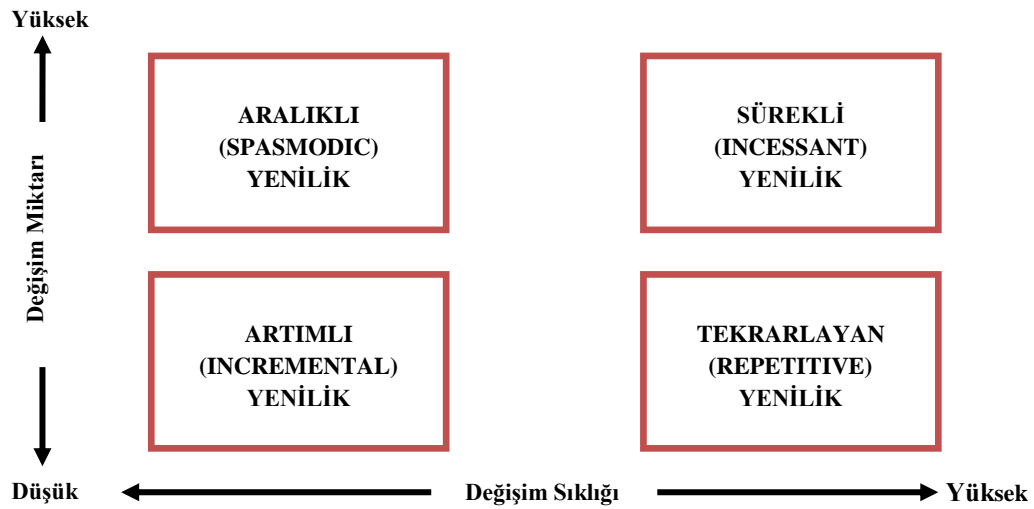 Yüksek
ARALIKLI
(SPASMODIC)
YENİLİK
SÜREKLİ
(INCESSANT)
YENİLİK
Değişim Miktarı
ARTIMLI
(INCREMENTAL)
YENİLİK
TEKRARLAYAN
(REPETITIVE)
YENİLİK
Düşük
Değişim Sıklığı
Yüksek